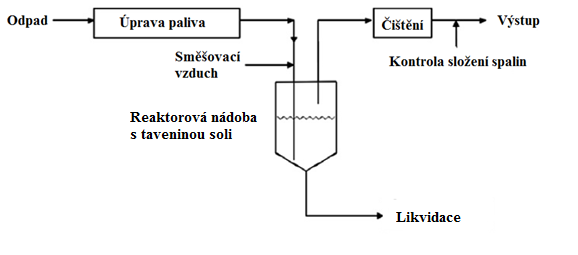 Odpad
Úprava paliva
Čištění
Výstup
Směšovací
vzduch
Kontrola složení spalin
Reaktorová nádoba
s taveninou soli
Likvidace